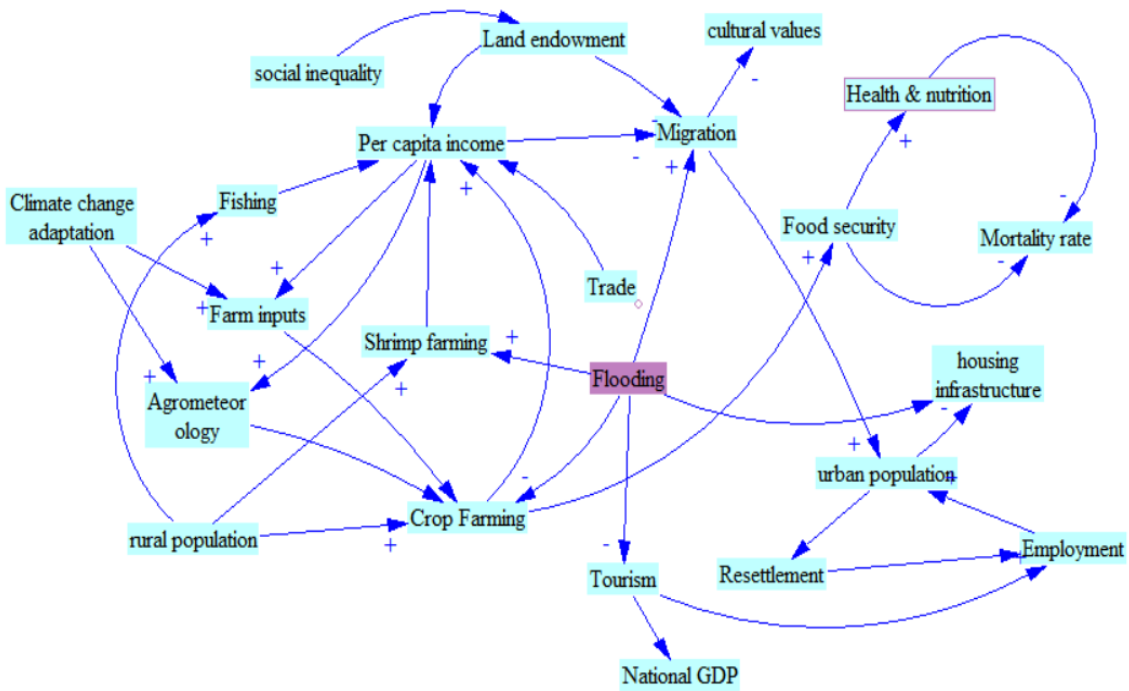 cultural values
Land endowment
social inequality
Health & nutrition
-
-
Migration
Per capita income
-
+
+
+
-
Climate change
adaptation
Fishing
+
Food security
+
Mortality rate
-
+
Trade
+
Farm inputs
Shrimp farming
+
+
+
+
Flooding
housing
infrastructure
Agrometeor
ology
-
+
urban population
+
-
Crop Farming
rural population
+
-
Employment
+
Tourism
Resettlement
National GDP